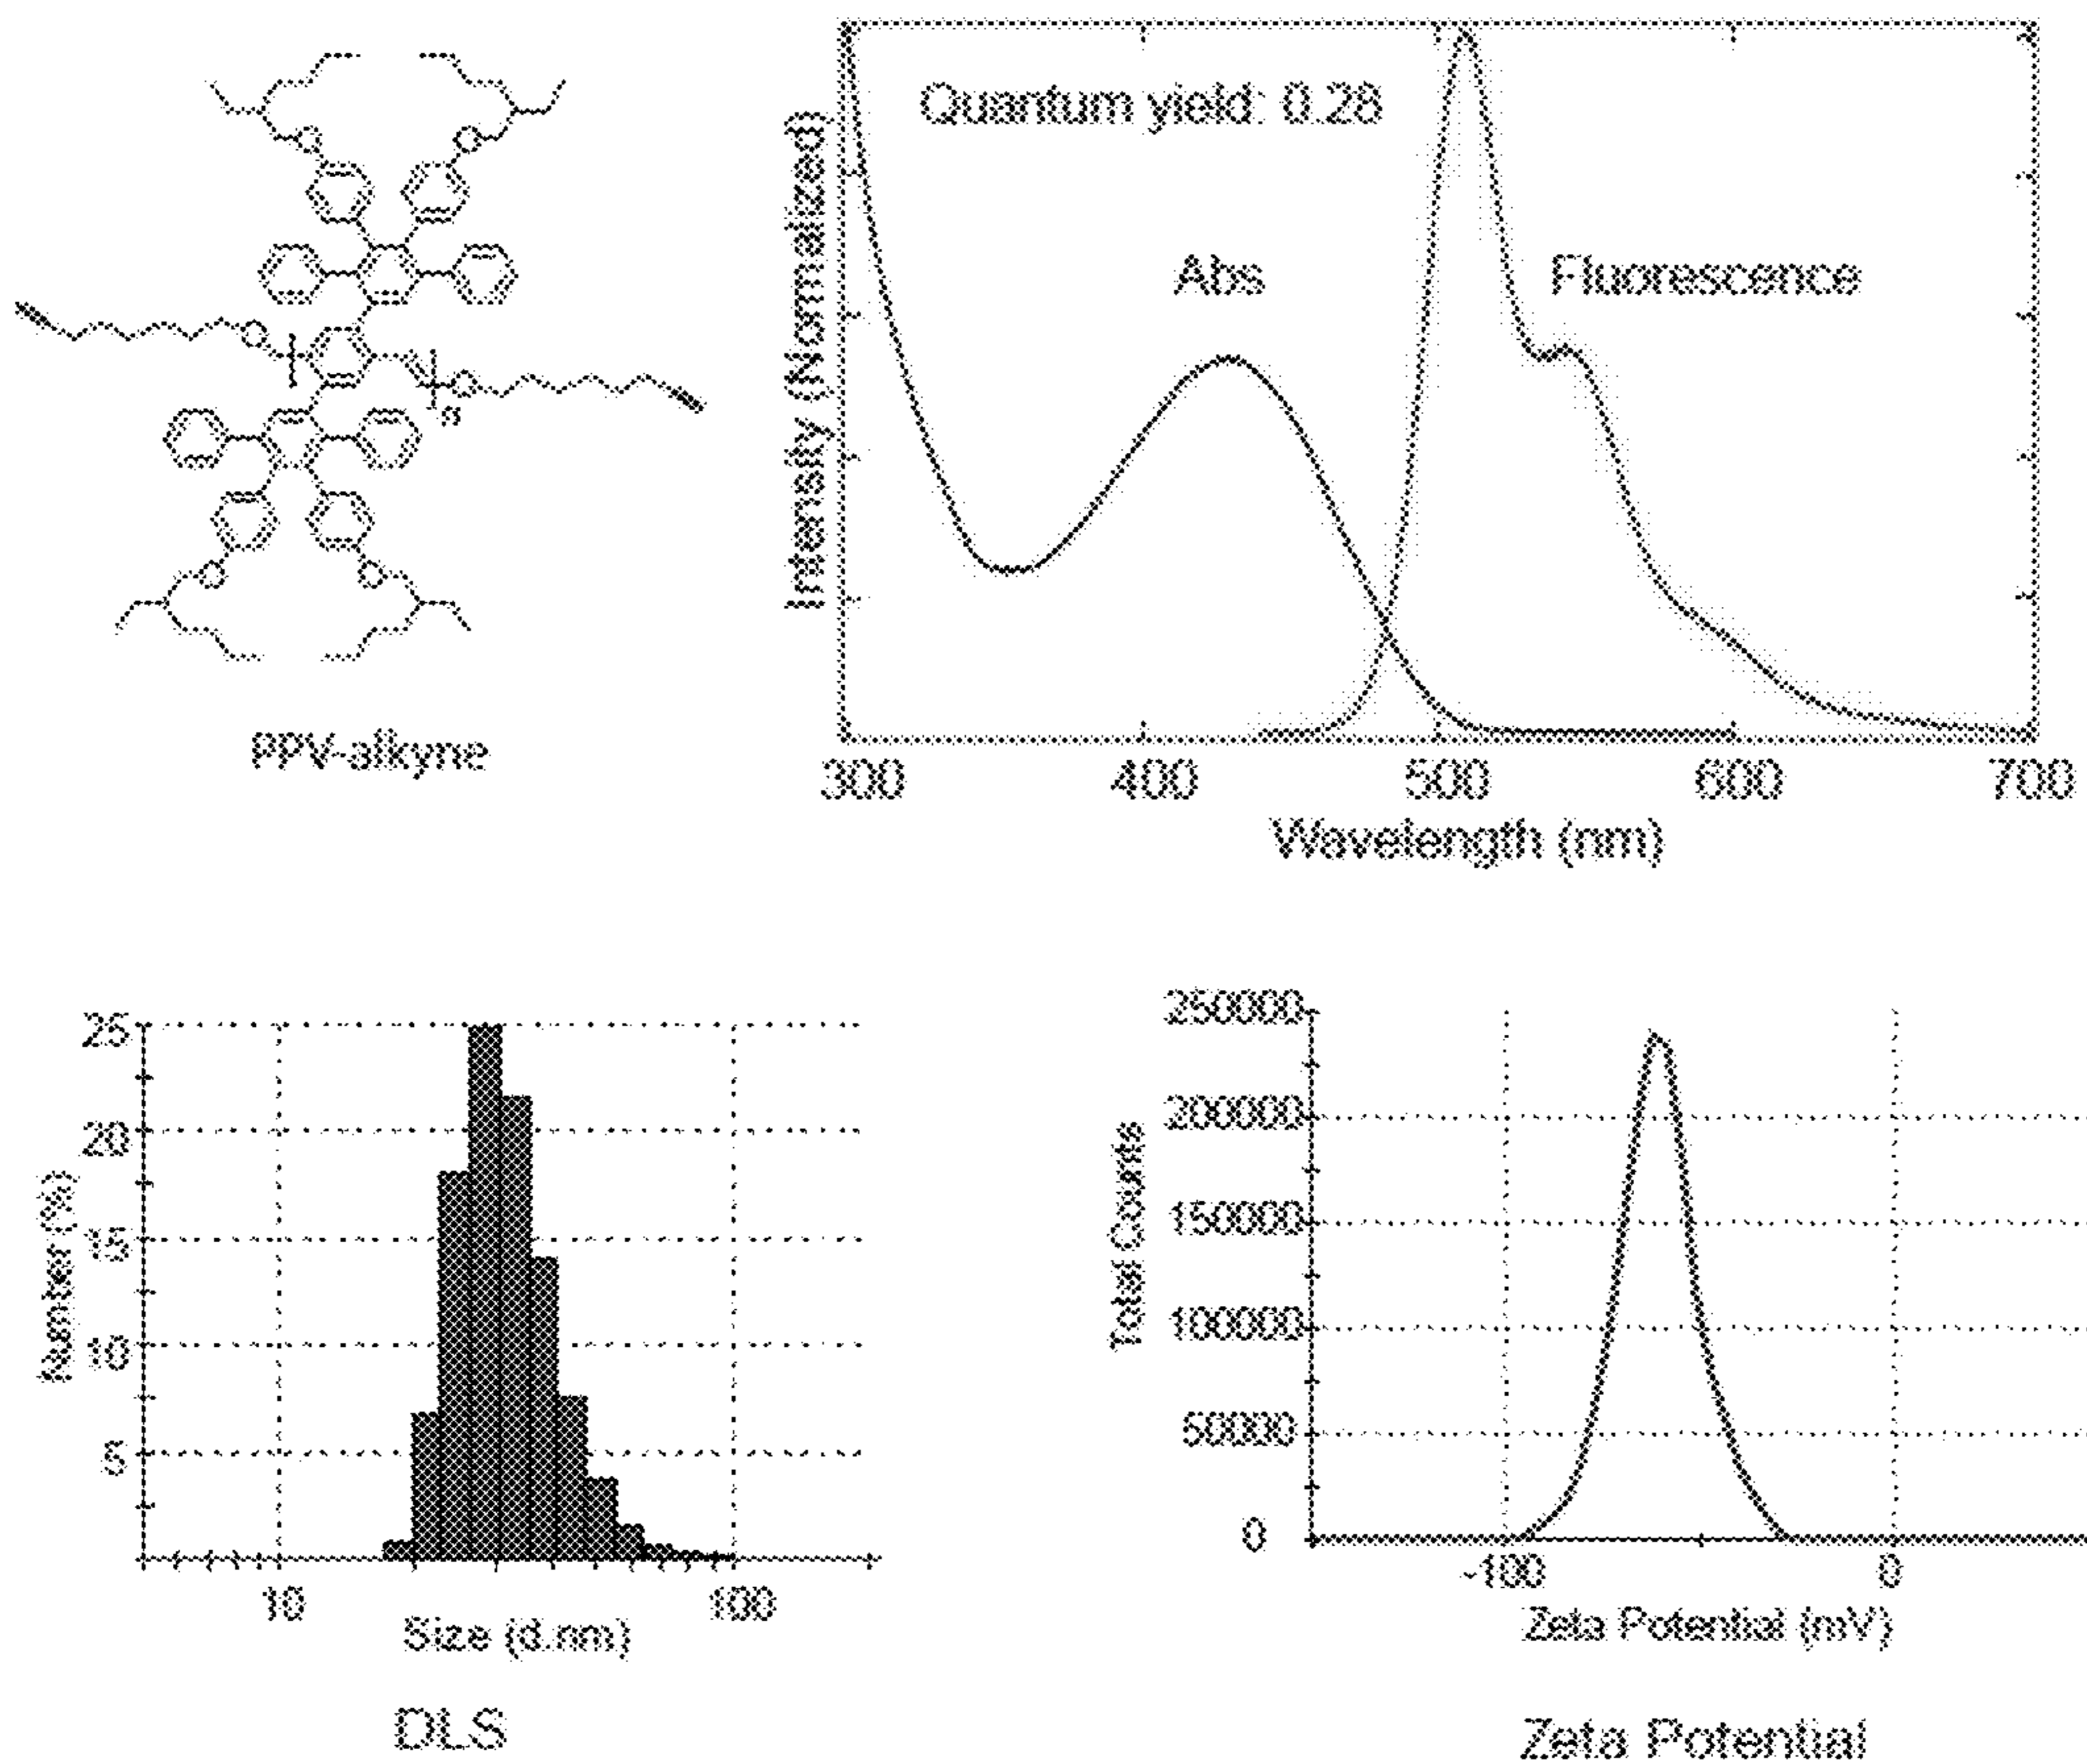 Quantum yield: 0.28
Abs
Fluorescence
Intensity (Normalized)
300 400 500 600 700
Wavelength (nm)
O O
O
O
n
O O
PPV-alkyne
25
20
15
10
5
Number (%)
10 100
Size (d.nm)
DLS
250000
200000
150000
100000
50000
0
Total Counts
-100 0
Zeta Potential (mV)
Zeta Potential